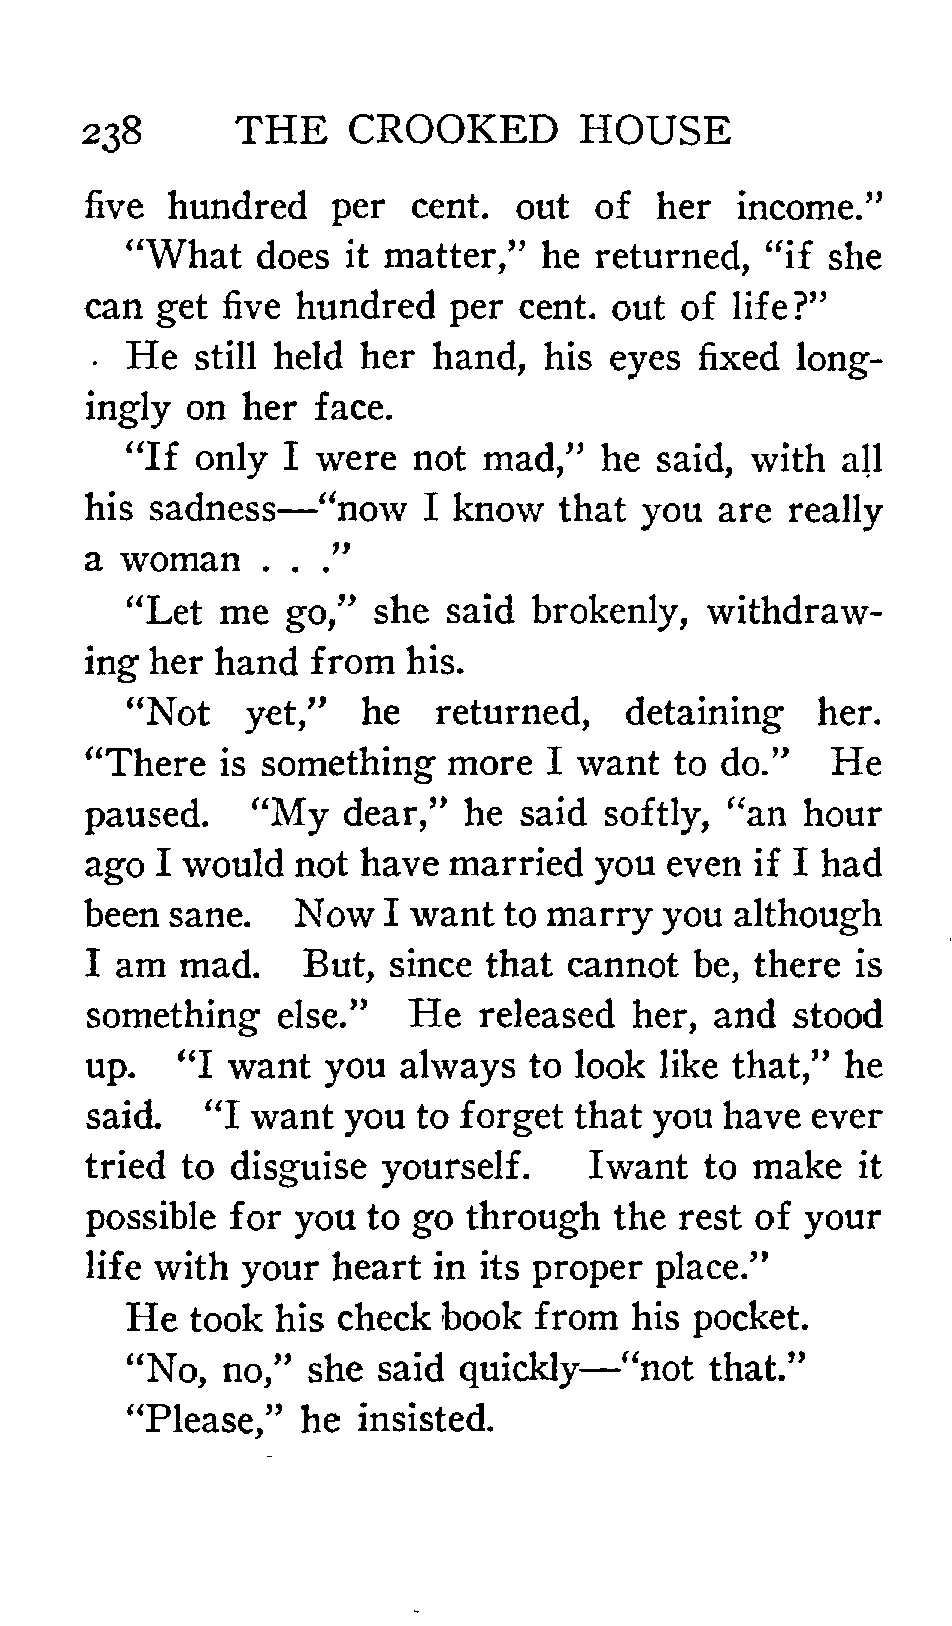 238 THE CROOKED HOUSE
five hundred per cent. out of her income."
"What does it matter," he returned, "if she
can get five hundred per cent. out of life?"
He still held her hand, his eyes fixed long-
ingly on her face.
"If only I were not mad," he said, with all
his sadness—"now I know that you are really
a woman . . ."
"Let me go," she said brokenly, withdraw-
ing her hand from his.
"Not yet," he returned, detaining her.
"There is something more I want to do." He
paused. "My dear," he said softly, "an hour
ago I would not have married you even if I had
been sane. Now I want to marry you although
I am mad. But, since that cannot be, there is
something else." He released her, and stood
up. "I want you always to look like that," he
said. "I want you to forget that you have ever
tried to disguise yourself. Iwant to make it
possible for you to go through the rest of your
life with your heart in its proper place."
He took his check book from his pocket.
"No, no," she said quickly—"not that."
"Please," he insisted.